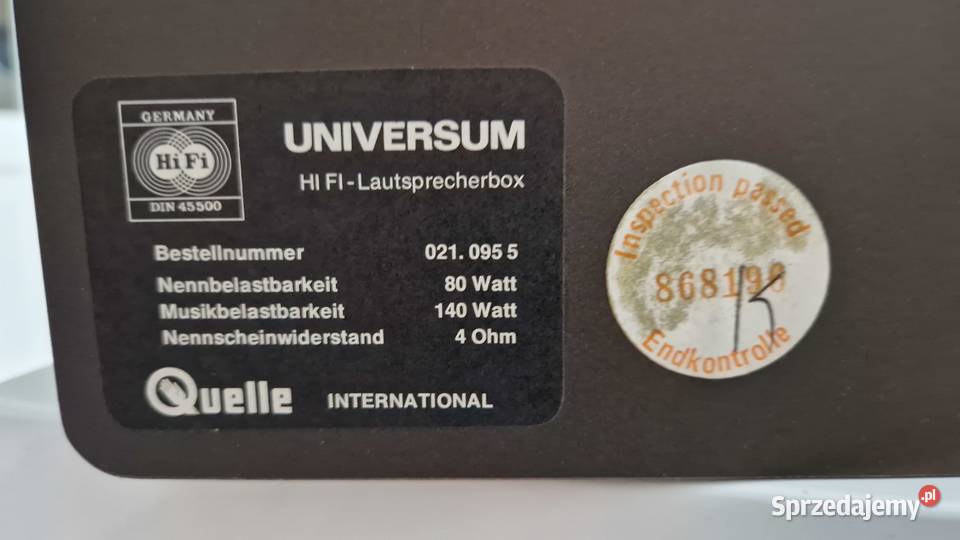 GERMANY
HiFi
DIN 45500
UNIVERSUM
HI FI-Lautsprecherbox
Bestellnummer 021.095 5
Nennbelastbarkeit 80 Watt
Musikbelastbarkeit 140 Watt
Nennscheinwiderstand 4 Ohm
Quelle INTERNATIONAL
Inspection passed
868190
Endkontrolle
Sprzedajemy.pl